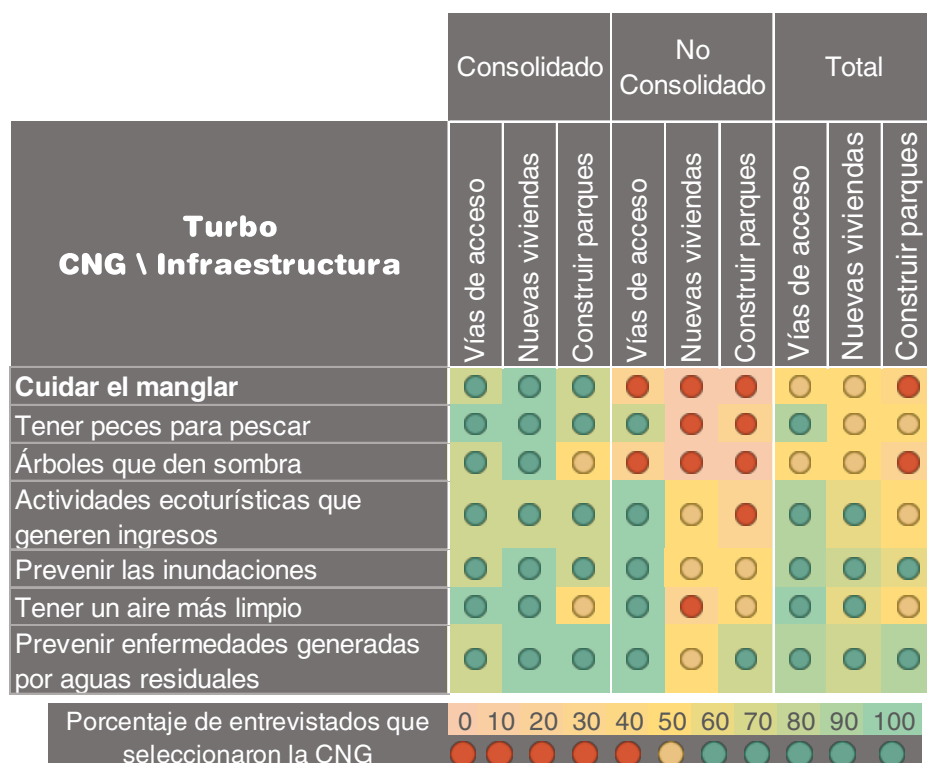 Consolidado
No
Consolidado
Total
Turbo
CNG \ Infraestructura
Vías de acceso
Nuevas viviendas
Construir parques
Vías de acceso
Nuevas viviendas
Construir parques
Vías de acceso
Nuevas viviendas
Construir parques
Cuidar el manglar
Tener peces para pescar
Árboles que den sombra
Actividades ecoturísticas que
generen ingresos
Prevenir las inundaciones
Tener un aire más limpio
Prevenir enfermedades generadas
por aguas residuales
Porcentaje de entrevistados que
seleccionaron la CNG
0 10 20 30 40 50 60 70 80 90 100